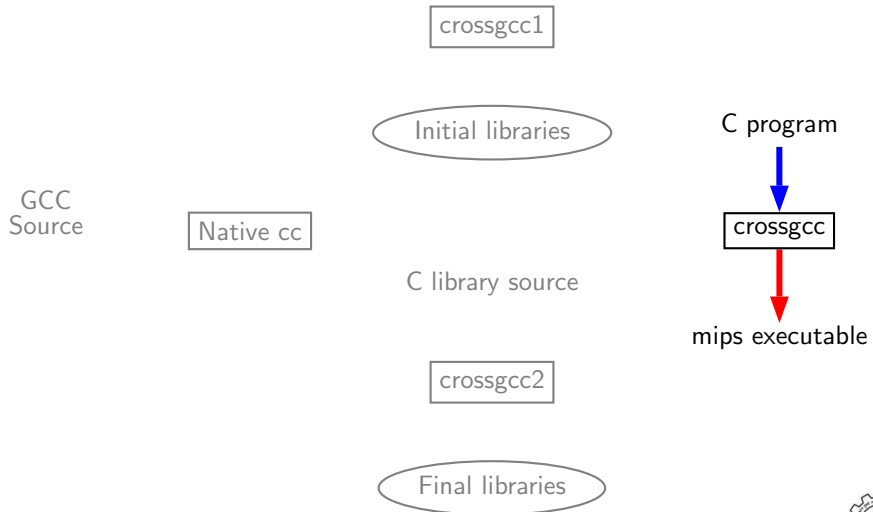 crossgcc1
Initial libraries
C program
GCC
Source
Native cc
crossgcc
C library source
mips executable
crossgcc2
Final libraries